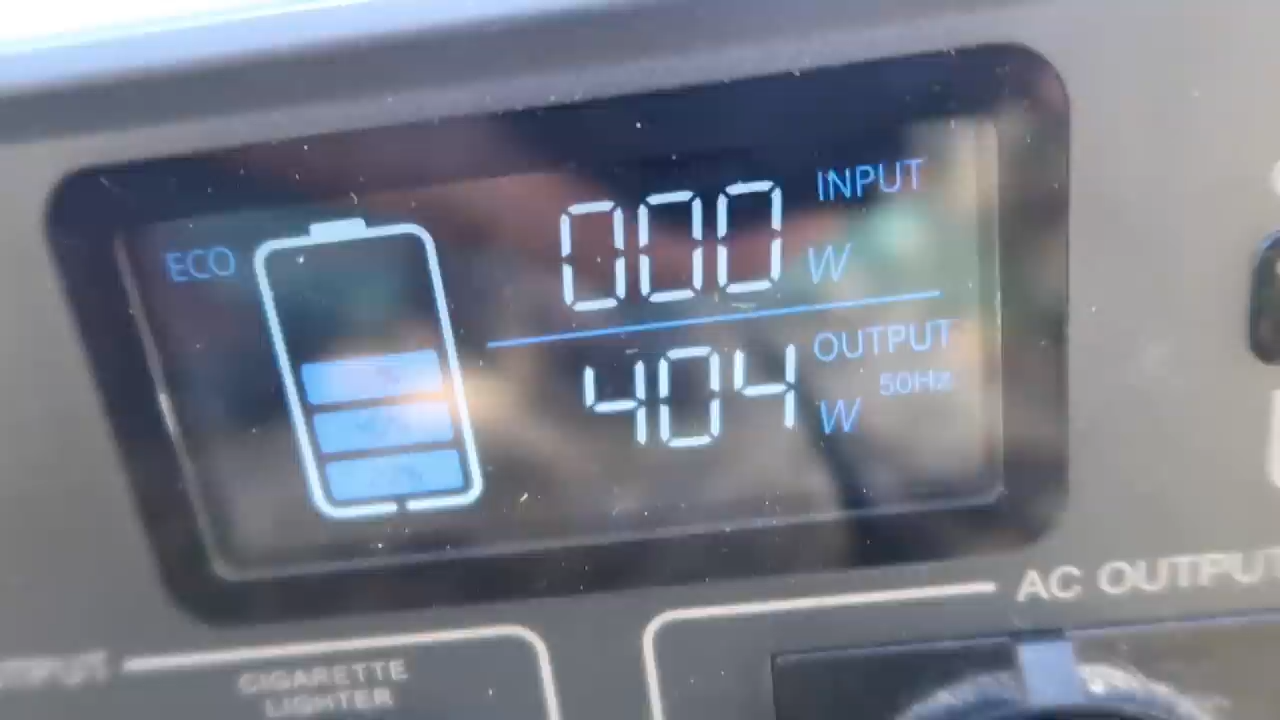 ECO
000 W INPUT
404 W OUTPUT
50Hz
AC OUTPUT
CIGARETTE
LIGHTER